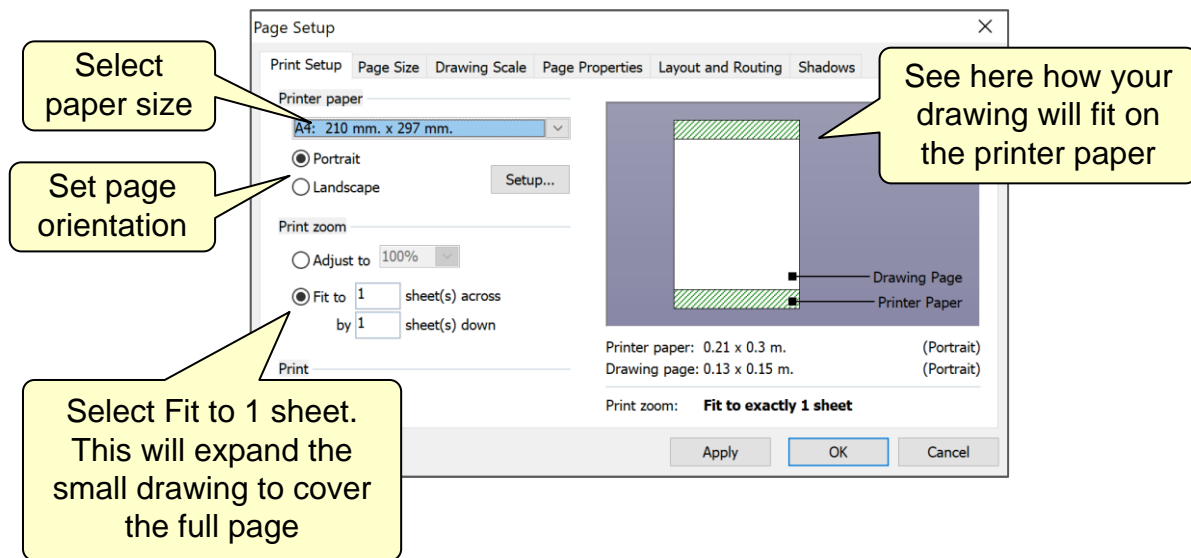 Page Setup
Print Setup Page Size Drawing Scale Page Properties Layout and Routing Shadows
Select
paper size
See here how your
drawing will fit on
the printer paper
Printer paper
A4: 210 mm. x 297 mm.
Portrait
Landscape
Setup...
Set page
orientation
Print zoom
Adjust to 100%
Fit to 1 sheet(s) across
by 1 sheet(s) down
Print
Select Fit to 1 sheet.
This will expand the
small drawing to cover
the full page
Drawing Page
Printer Paper
Printer paper: 0.21 x 0.3 m. (Portrait)
Drawing page: 0.13 x 0.15 m. (Portrait)
Print zoom: Fit to exactly 1 sheet
Apply OK Cancel